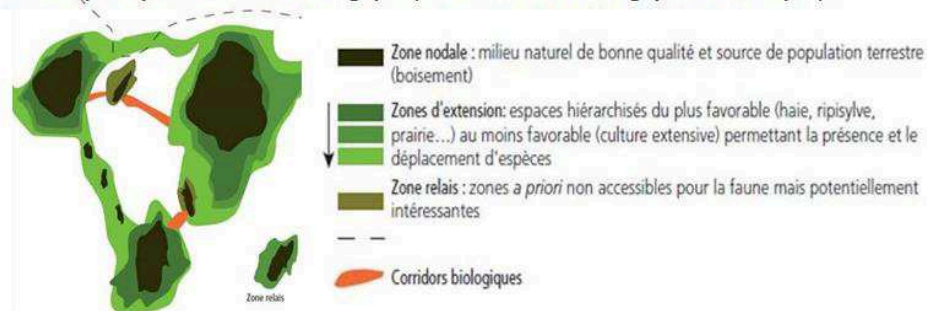 Zone nodale : milieu naturel de bonne qualité et source de population terrestre
(boisement)
Zones d'extension: espaces hiérarchisés du plus favorable (haie, ripisylve,
prairie...) au moins favorable (culture extensive) permettant la présence et le
déplacement d'espèces
Zone relais : zones a priori non accessibles pour la faune mais potentiellement
intéressantes
Corridors biologiques
Zone relais